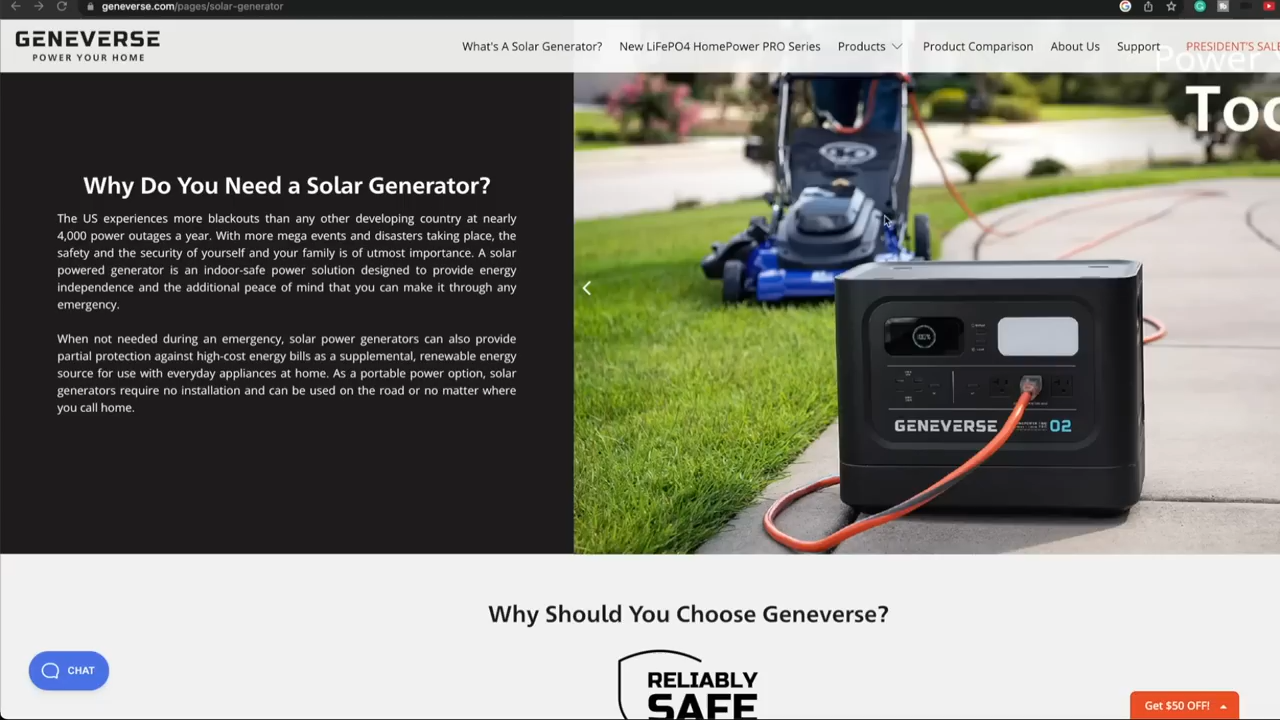 geneverse.com/pages/solar-generator
GENEVERSE
POWER YOUR HOME
What's A Solar Generator?
New LiFePO4 HomePower PRO Series
Products
Product Comparison
About Us
Support
PRESIDENT'S SALE
Power
Too
Why Do You Need a Solar Generator?
The US experiences more blackouts than any other developing country at nearly
4,000 power outages a year. With more mega events and disasters taking place, the
safety and the security of yourself and your family is of utmost importance. A solar
powered generator is an indoor-safe power solution designed to provide energy
independence and the additional peace of mind that you can make it through any
emergency.
When not needed during an emergency, solar power generators can also provide
partial protection against high-cost energy bills as a supplemental, renewable energy
source for use with everyday appliances at home. As a portable power option, solar
generators require no installation and can be used on the road or no matter where
you call home.
GENEVERSE
02
Why Should You Choose Geneverse?
RELIABLY
SAFE
CHAT
Get $50 OFF!